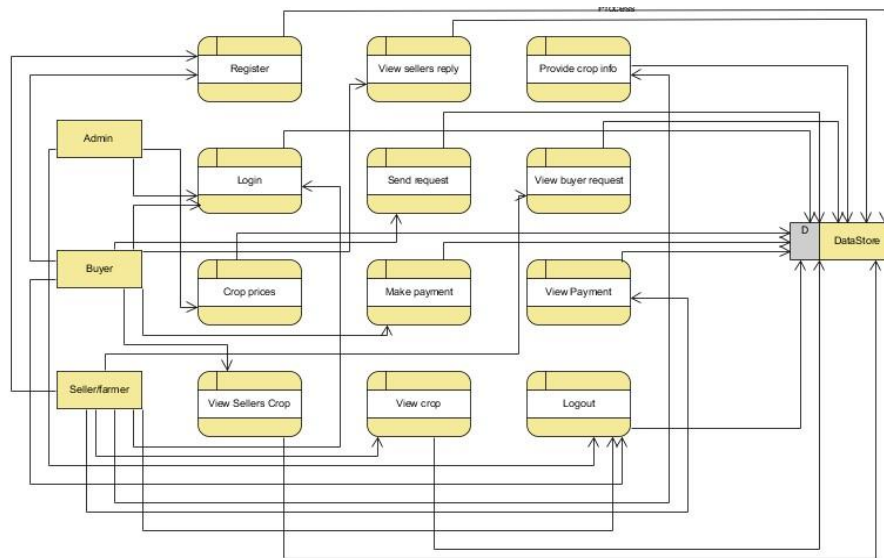 Process
Register
View sellers reply
Provide crop info
Admin
Login
Send request
View buyer request
D
DataStore
Buyer
Crop prices
Make payment
View Payment
Seller/farmer
View Sellers Crop
View crop
Logout